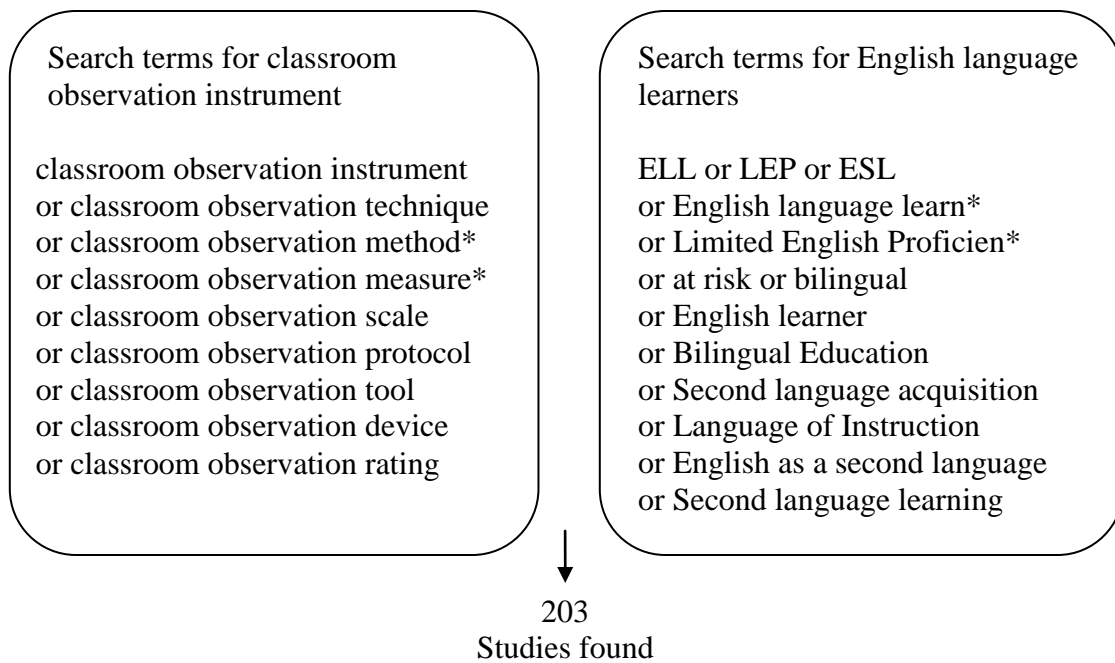 Search terms for classroom
observation instrument
classroom observation instrument
or classroom observation technique
or classroom observation method*
or classroom observation measure*
or classroom observation scale
or classroom observation protocol
or classroom observation tool
or classroom observation device
or classroom observation rating
Search terms for English language
learners
ELL or LEP or ESL
or English language learn*
or Limited English Proficien*
or at risk or bilingual
or English learner
or Bilingual Education
or Second language acquisition
or Language of Instruction
or English as a second language
or Second language learning
203
Studies found